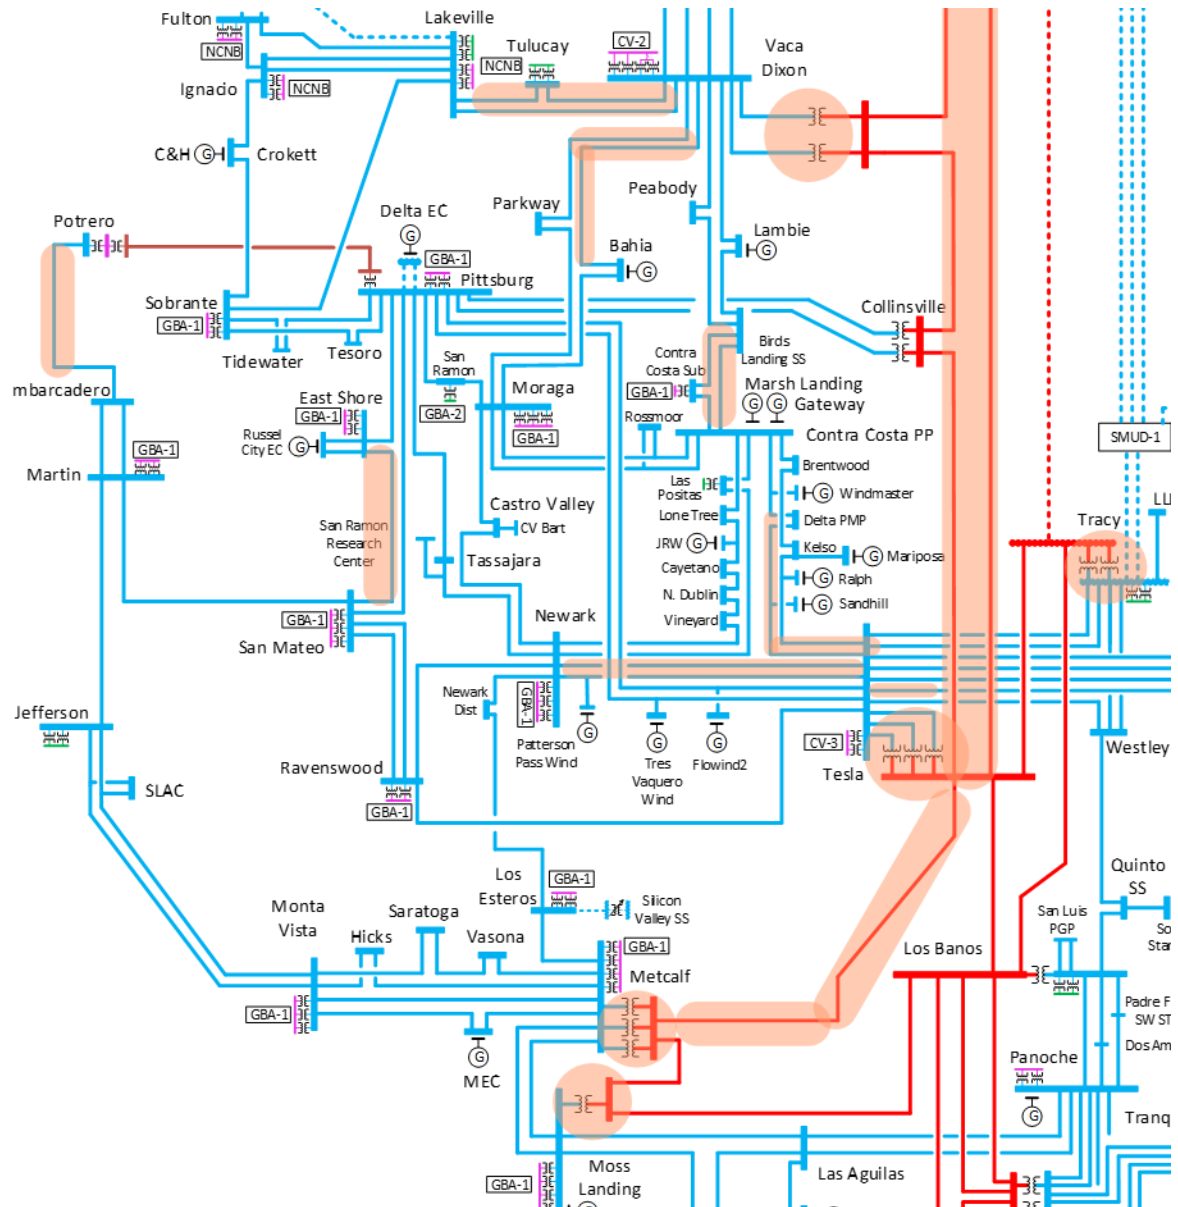 Fulton
NCNB
Lakeville
Tulucay
NCNB
CV-2
Vaca
Dixon
Ignacio
NCNB
C&H
G
Crokett
Potrero
Delta EC
G
GBA-1
Pittsburg
Parkway
Peabody
Bahia
G
Lambie
G
Sobrante
GBA-1
Tidewater
Tesoro
Collinsville
mbarcadero
East Shore
GBA-1
Russel
City EC
G
San
Ramon
GBA-2
Moraga
GBA-1
Contra
Costa Sub
GBA-1
Rossmoor
Birds
Landing SS
Marsh Landing
G
G
Gateway
Contra Costa PP
SMUD-1
Martin
GBA-1
Las
Positas
Brentwood
G
Windmaster
Castro Valley
CV Bart
Lone Tree
Delta PMP
Tracy
San Ramon
Research
Center
Tassajara
JRW
G
Kelso
G
Mariposa
Cayetano
G
Ralph
N. Dublin
G
Sandhill
Vineyard
GBA-1
San Mateo
Newark
Jefferson
Newark
Dist
GBA-1
Patterson
Pass Wind
G
G
Tres
Vaquero
Wind
G
Flowind2
CV-3
Tesla
Westley
Ravenswood
GBA-1
SLAC
Los
Esteros
GBA-1
Silicon
Valley SS
Quinto
SS
Monta
Vista
Saratoga
Hicks
Vasona
San Luis
PGP
So
Star
GBA-1
Metcalf
Los Banos
GBA-1
G
MEC
Padre F
SW ST
Dos Am
Panoche
G
Tranq
Moss
Landing
GBA-1
Las Aguilas